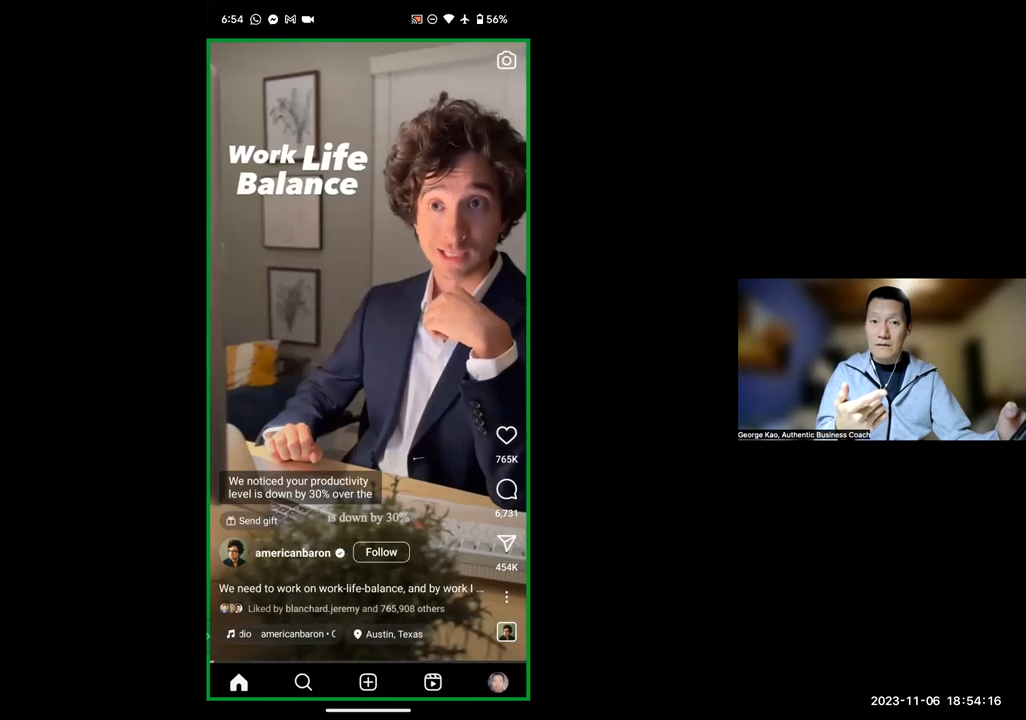 6:54
56%
Work Life
Balance
765K
We noticed your productivity
level is down by 30% over the
6,731
Send gift
is down by 30%
americanbaron
Follow
454K
We need to work on work-life-balance, and by work I ...
Liked by blanchard.jeremy and 765,908 others
dio americanbaron • C
Austin, Texas
George Kao, Authentic Business Coach
2023-11-06 18:54:16